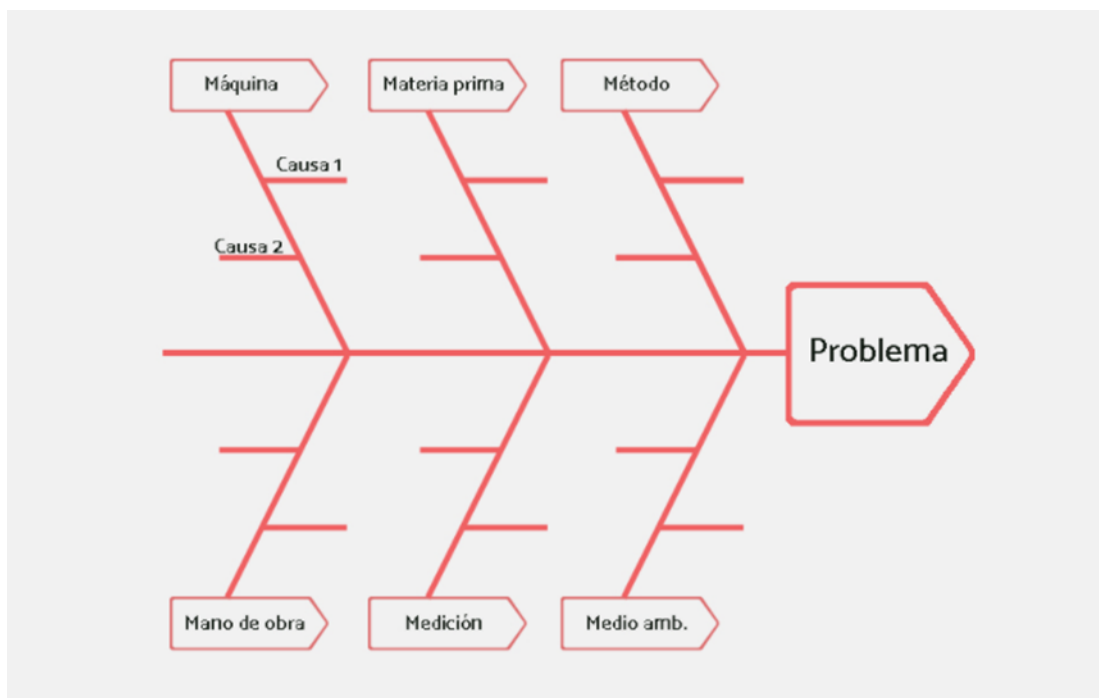 Máquina
Materia prima
Método
Causa 1
Causa 2
Problema
Mano de obra
Medición
Medio amb.